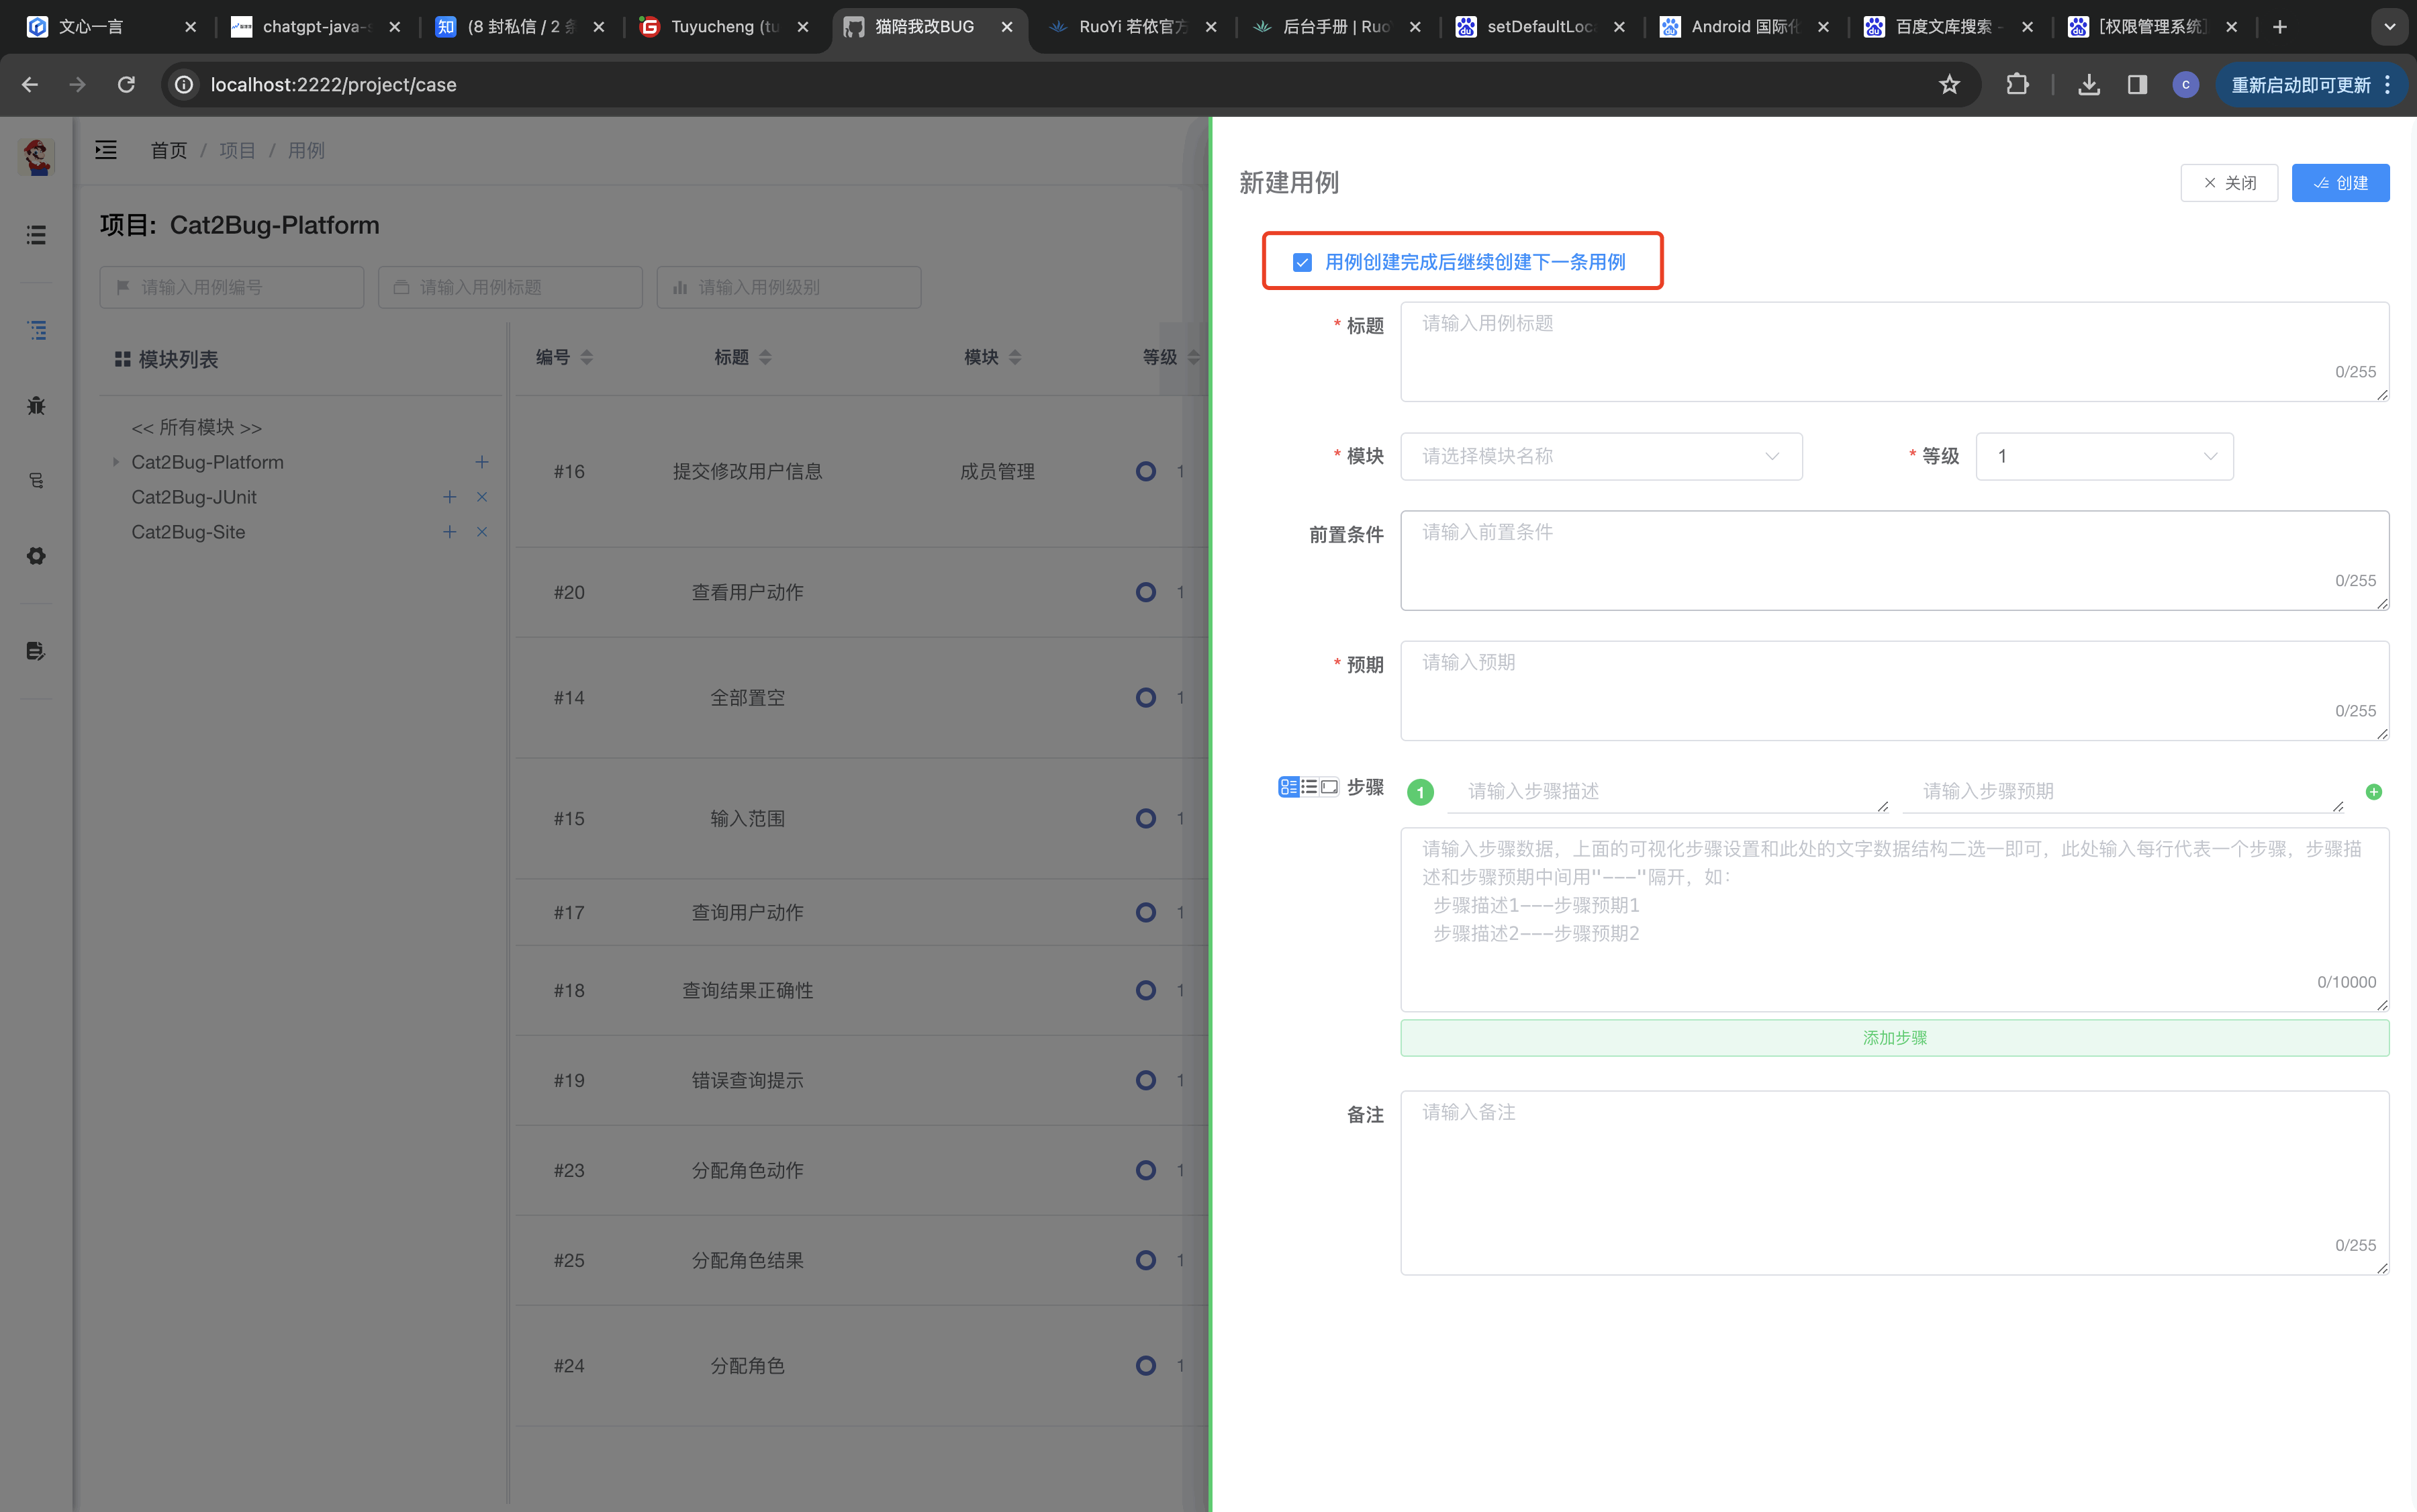 文心一言
chatgpt-java-s
(8 封私信 / 2 条
Tuyucheng (tu
猫陪我改BUG
RuoYi 若依官方
后台手册 | Ruo
setDefaultLoc
Android 国际化
百度文库搜索 -
[权限管理系统]
localhost:2222/project/case
c
重新启动即可更新
首页 / 项目 / 用例
项目: Cat2Bug-Platform
请输入用例编号
请输入用例标题
请输入用例级别
模块列表
<< 所有模块 >>
Cat2Bug-Platform
Cat2Bug-JUnit
Cat2Bug-Site
编号 标题 模块 等级
#16 提交修改用户信息 成员管理 1
#20 查看用户动作 1
#14 全部置空 1
#15 输入范围 1
#17 查询用户动作 1
#18 查询结果正确性 1
#19 错误查询提示 1
#23 分配角色动作 1
#25 分配角色结果 1
#24 分配角色 1
新建用例
关闭
创建
用例创建完成后继续创建下一条用例
* 标题
请输入用例标题
0/255
* 模块
请选择模块名称
* 等级
1
前置条件
请输入前置条件
0/255
* 预期
请输入预期
0/255
步骤
1
请输入步骤描述
请输入步骤预期
请输入步骤数据，上面的可视化步骤设置和此处的文字数据结构二选一即可，此处输入每行代表一个步骤，步骤描
述和步骤预期中间用"---"隔开，如：
步骤描述1---步骤预期1
步骤描述2---步骤预期2
0/10000
添加步骤
备注
请输入备注
0/255